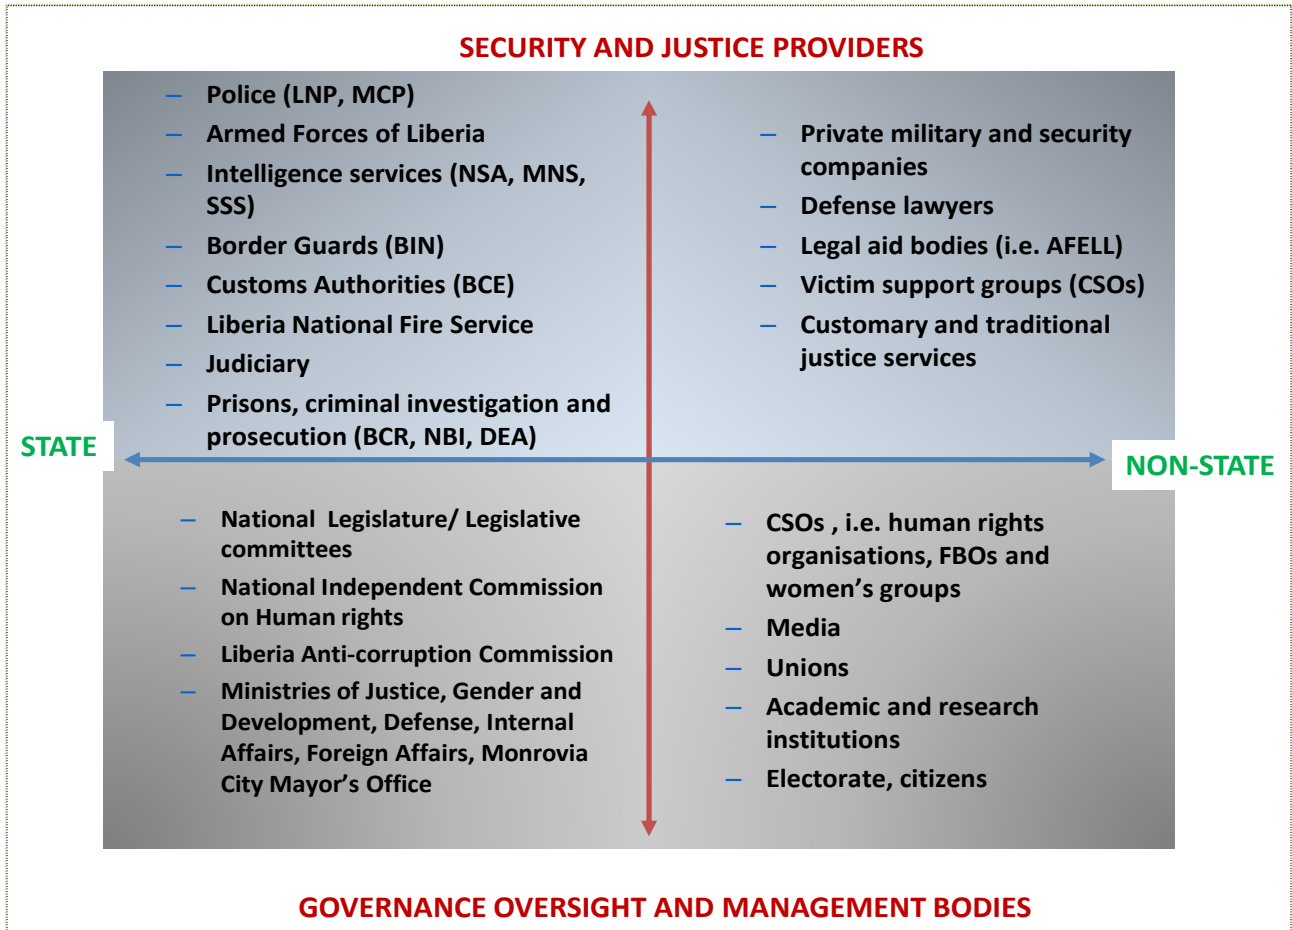 SECURITY AND JUSTICE PROVIDERS
– Police (LNP, MCP)
– Armed Forces of Liberia
– Intelligence services (NSA, MNS,
SSS)
– Border Guards (BIN)
– Customs Authorities (BCE)
– Liberia National Fire Service
– Judiciary
– Prisons, criminal investigation and
prosecution (BCR, NBI, DEA)
– Private military and security
companies
– Defense lawyers
– Legal aid bodies (i.e. AFELL)
– Victim support groups (CSOs)
– Customary and traditional
justice services
STATE
NON-STATE
– National Legislature/ Legislative
committees
– National Independent Commission
on Human rights
– Liberia Anti-corruption Commission
– Ministries of Justice, Gender and
Development, Defense, Internal
Affairs, Foreign Affairs, Monrovia
City Mayor’s Office
– CSOs , i.e. human rights
organisations, FBOs and
women’s groups
– Media
– Unions
– Academic and research
institutions
– Electorate, citizens
GOVERNANCE OVERSIGHT AND MANAGEMENT BODIES